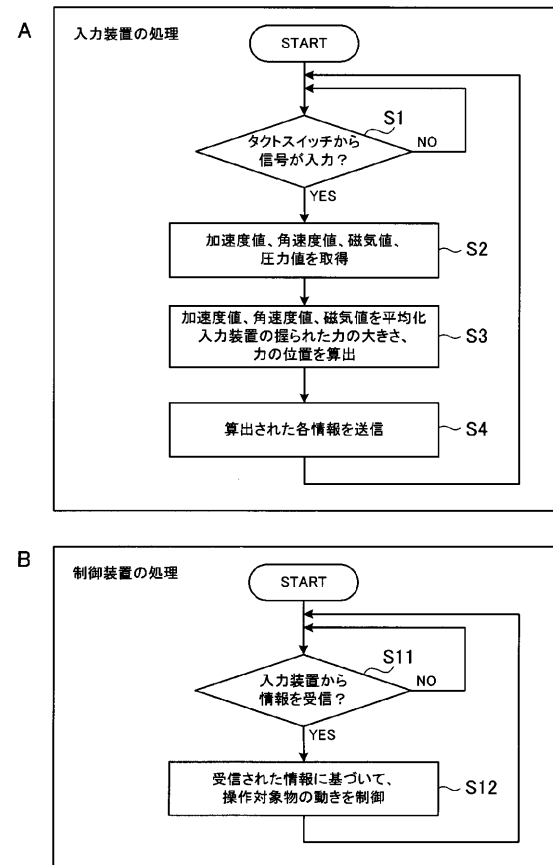 A
入力装置の処理
START
S1
タクトスイッチから
信号が入力？
NO
YES
加速度値、角速度値、磁気値、
圧力値を取得
S2
加速度値、角速度値、磁気値を平均化
入力装置の握られた力の大きさ、
力の位置を算出
S3
算出された各情報を送信
S4
B
制御装置の処理
START
S11
入力装置から
情報を受信？
NO
YES
受信された情報に基づいて、
操作対象物の動きを制御
S12